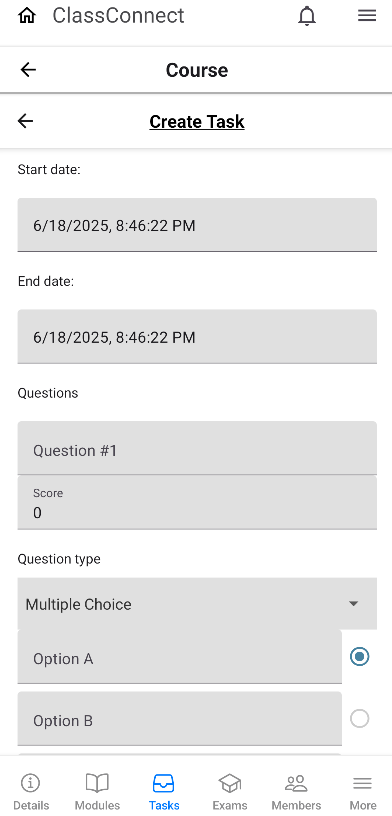 ClassConnect
Course
Create Task
Start date:
6/18/2025, 8:46:22 PM
End date:
6/18/2025, 8:46:22 PM
Questions
Question #1
Score
0
Question type
Multiple Choice
Option A
Option B
Details Modules Tasks Exams Members More